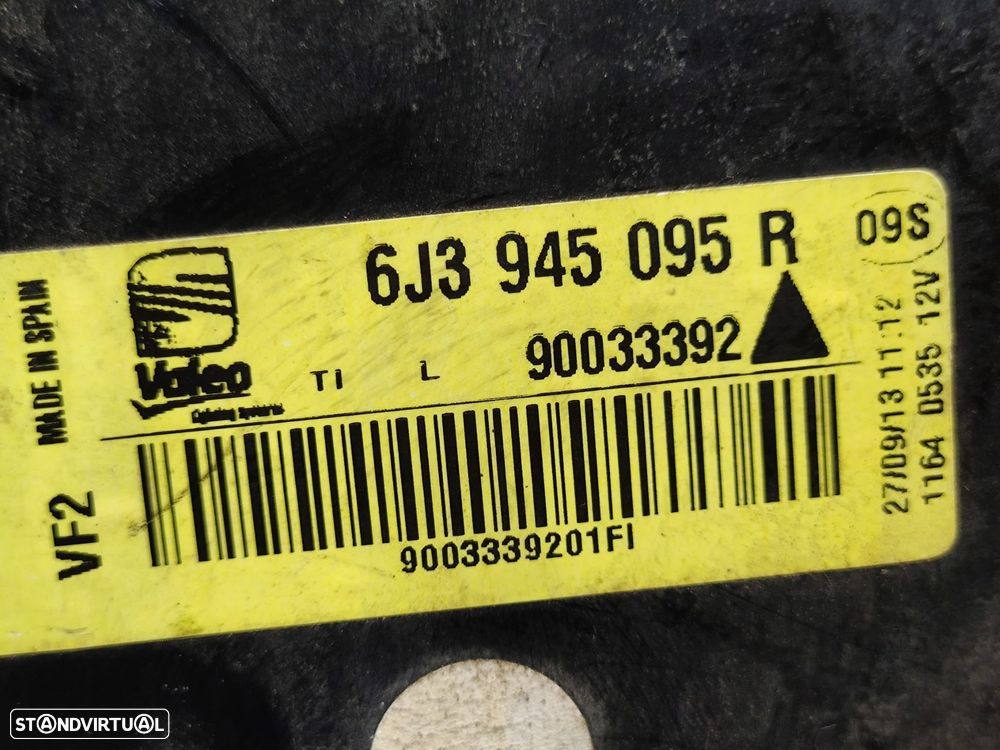 6J3 945 095 R
09S
TI L 90033392
Valeo
9003339201FI
MADE IN SPAIN
VF2
27/09/13 11:12
1164 0535 12V
STANDVIRTUAL